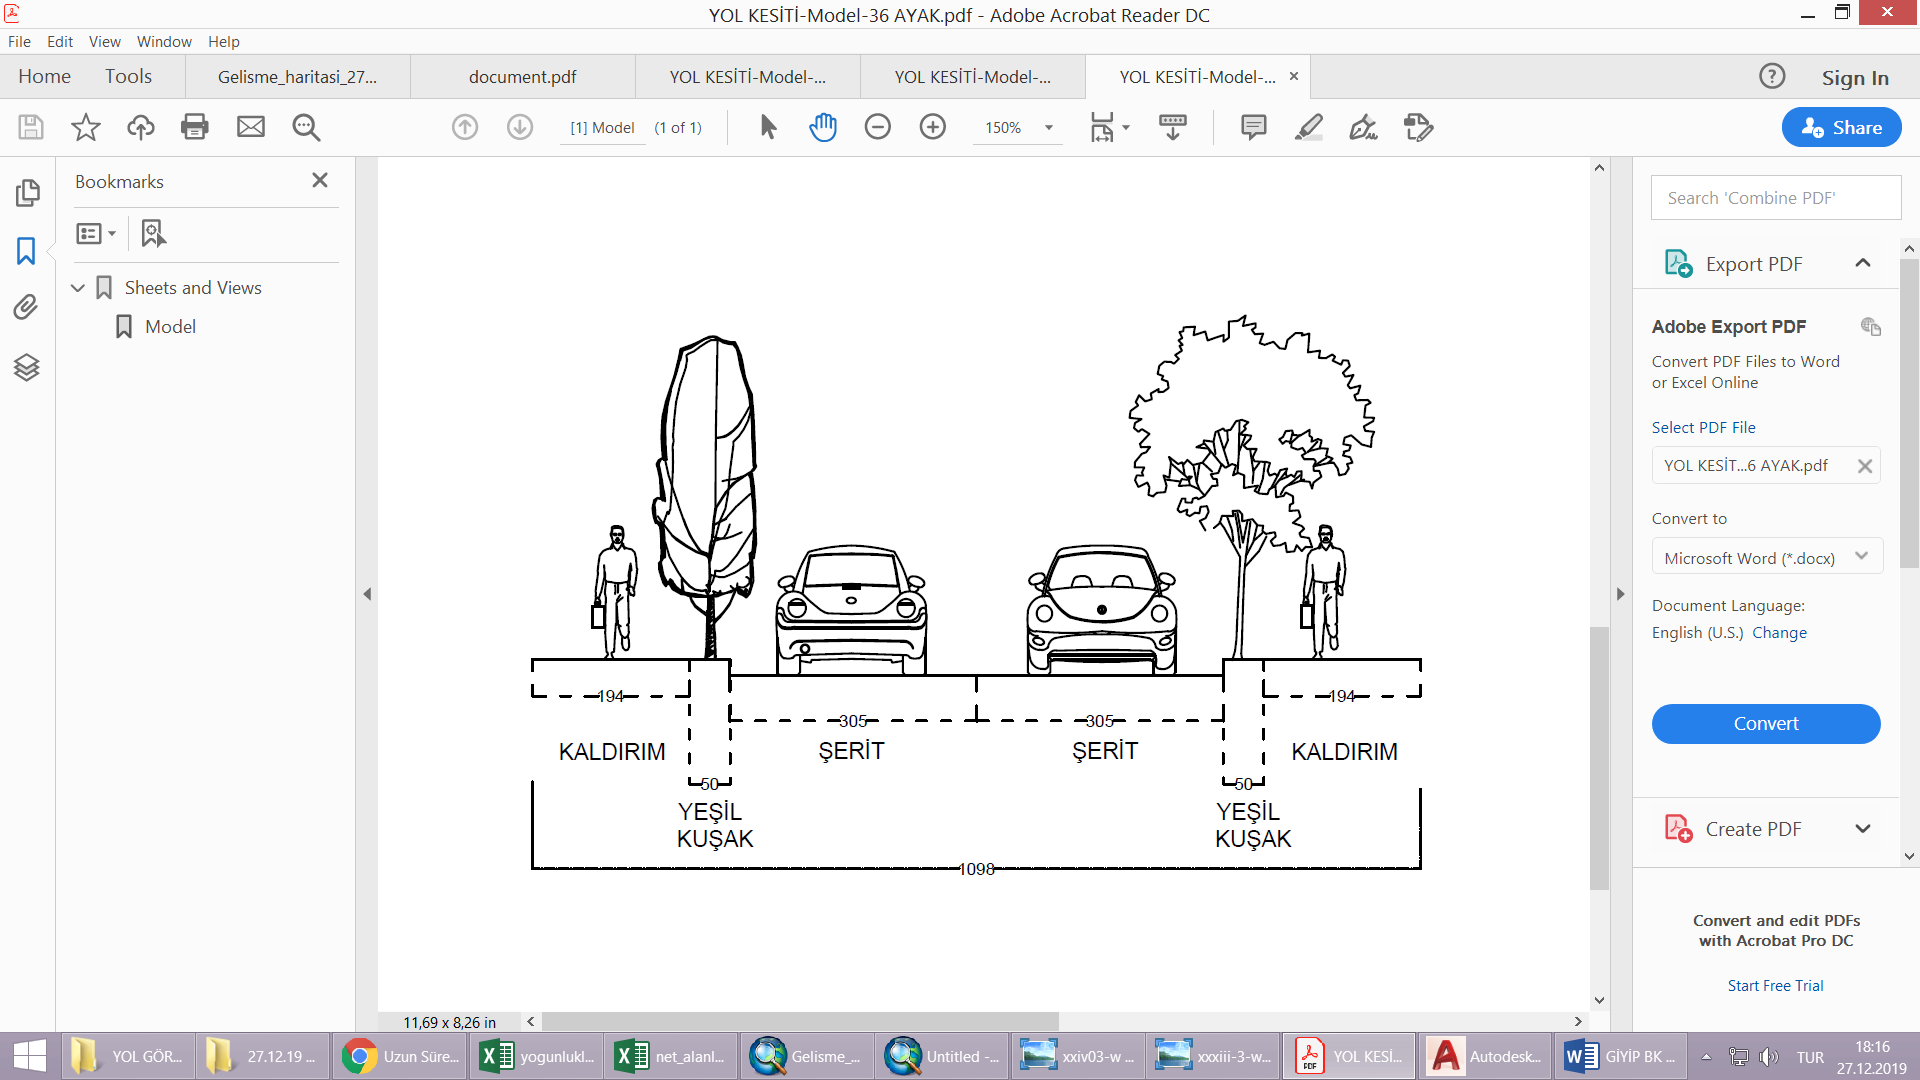 YOL KESİTİ-Model-36 AYAK.pdf - Adobe Acrobat Reader DC
File Edit View Window Help
Home Tools Gelisme_haritasi_27... document.pdf YOL KESİTİ-Model-... YOL KESİTİ-Model-... YOL KESİTİ-Model-... Sign In
[1] Model (1 of 1) 150% Share
Bookmarks
Sheets and Views
Model
194 194
305 305
KALDIRIM ŞERİT ŞERİT KALDIRIM
50 50
YEŞİL YEŞİL
KUŞAK KUŞAK
1098
11,69 x 8,26 in
Search 'Combine PDF'
Export PDF
Adobe Export PDF
Convert PDF Files to Word
or Excel Online
Select PDF File
YOL KESİT...6 AYAK.pdf
Convert to
Microsoft Word (*.docx)
Document Language:
English (U.S.) Change
Convert
Create PDF
Convert and edit PDFs
with Acrobat Pro DC
Start Free Trial
YOL GÖR... 27.12.19 ... Uzun Süre... yogunlukl... net_alanl... Gelisme_... Untitled -... xxiv03-w ... xxxiii-3-w... PDF YOL KESİ... Autodesk... GİYİP BK ... TUR 18:16
27.12.2019